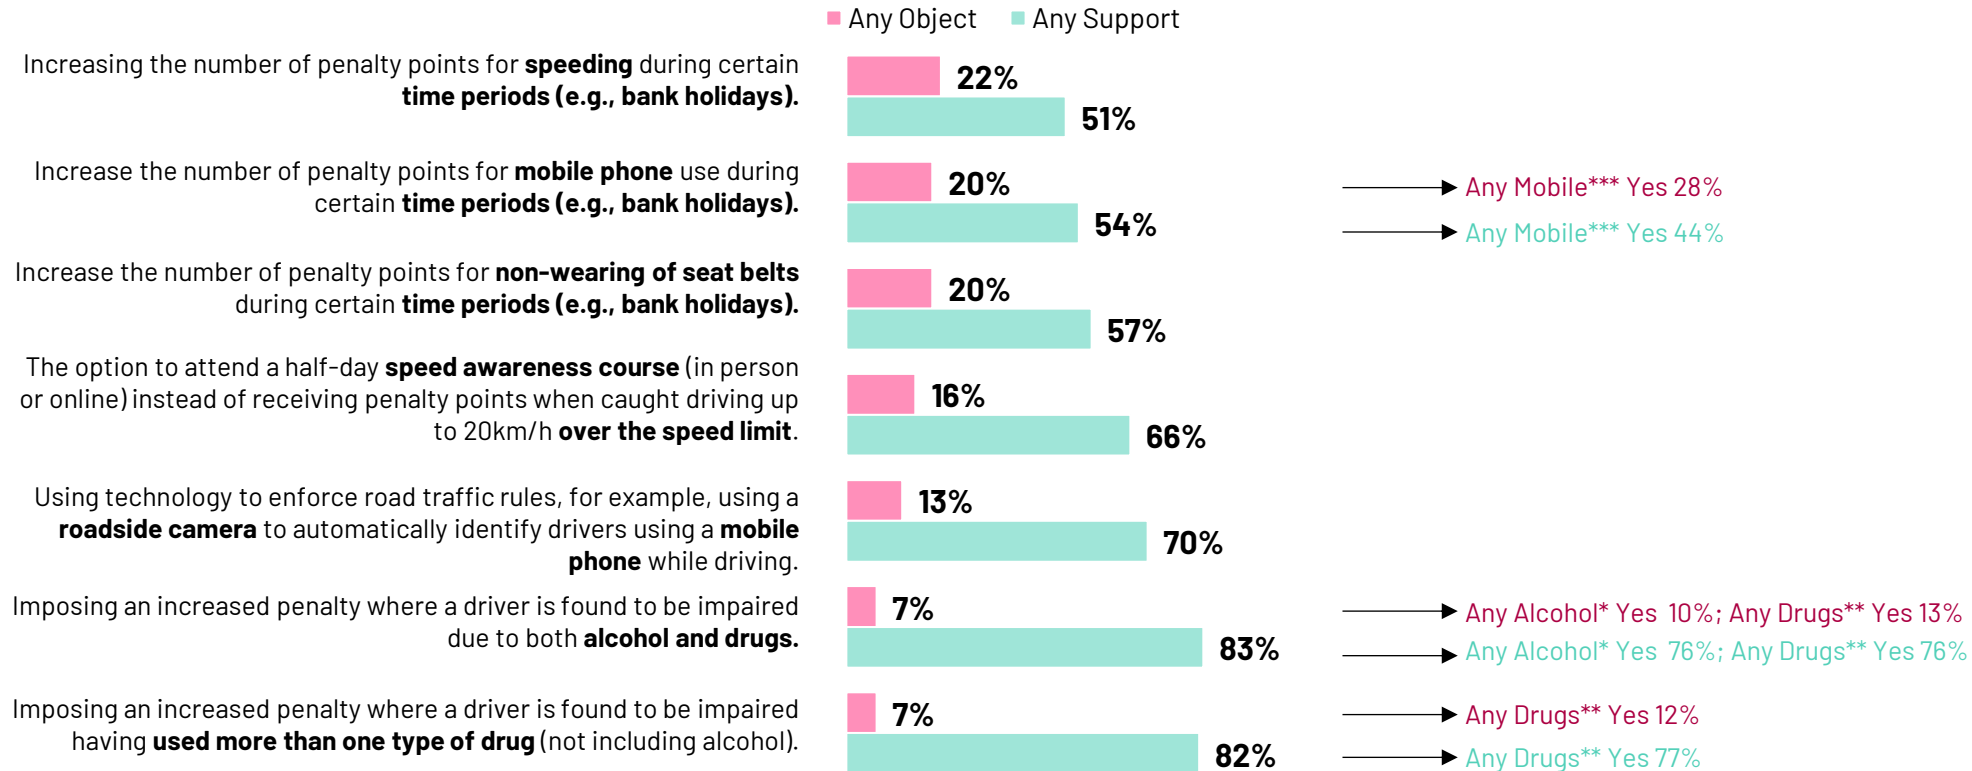 Any Object Any Support
Increasing the number of penalty points for speeding during certain
time periods (e.g., bank holidays).
22%
51%
Increase the number of penalty points for mobile phone use during
certain time periods (e.g., bank holidays).
20%
54%
Any Mobile*** Yes 28%
Any Mobile*** Yes 44%
Increase the number of penalty points for non-wearing of seat belts
during certain time periods (e.g., bank holidays).
20%
57%
The option to attend a half-day speed awareness course (in person
or online) instead of receiving penalty points when caught driving up
to 20km/h over the speed limit.
16%
66%
Using technology to enforce road traffic rules, for example, using a
roadside camera to automatically identify drivers using a mobile
phone while driving.
13%
70%
Imposing an increased penalty where a driver is found to be impaired
due to both alcohol and drugs.
7%
83%
Any Alcohol* Yes 10%; Any Drugs** Yes 13%
Any Alcohol* Yes 76%; Any Drugs** Yes 76%
Imposing an increased penalty where a driver is found to be impaired
having used more than one type of drug (not including alcohol).
7%
82%
Any Drugs** Yes 12%
Any Drugs** Yes 77%